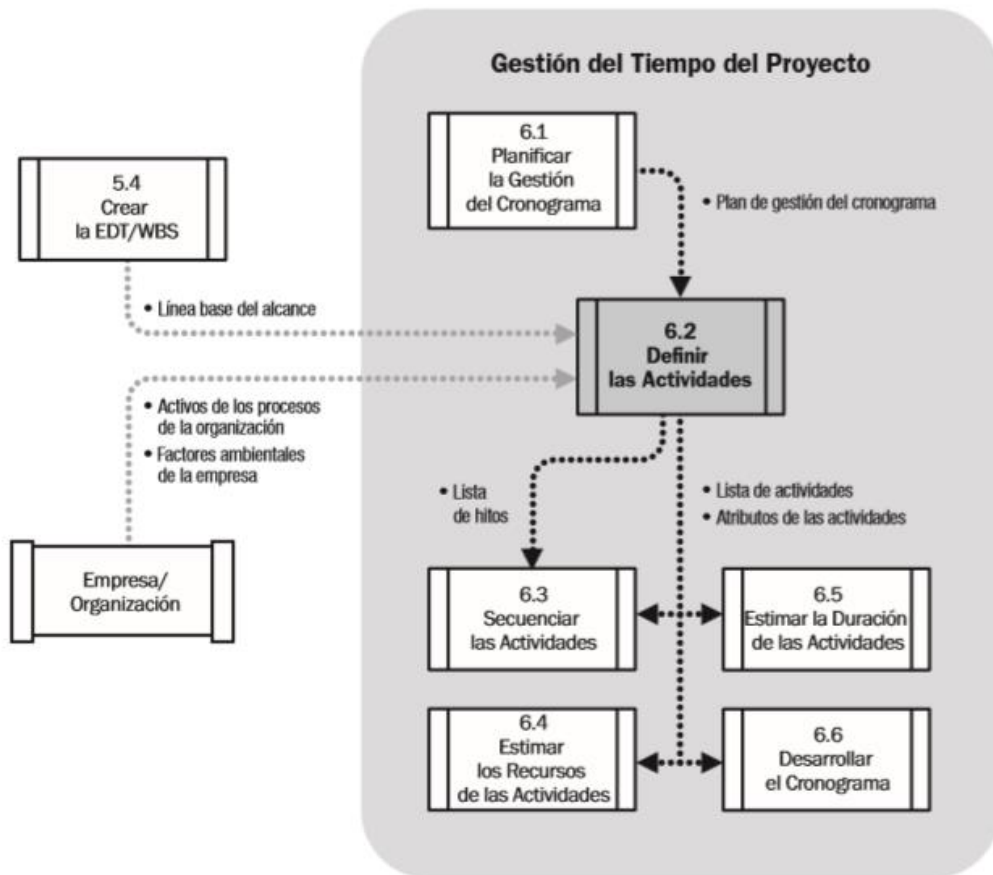 Gestión del Tiempo del Proyecto
6.1
Planificar
la Gestión
del Cronograma
5.4
Crear
la EDT/WBS
• Plan de gestión del cronograma
• Línea base del alcance
6.2
Definir
las Actividades
• Activos de los procesos
de la organización
• Factores ambientales
de la empresa
• Lista
de hitos
• Lista de actividades
• Atributos de las actividades
Empresa/
Organización
6.3
Secuenciar
las Actividades
6.5
Estimar la Duración
de las Actividades
6.4
Estimar
los Recursos
de las Actividades
6.6
Desarrollar
el Cronograma